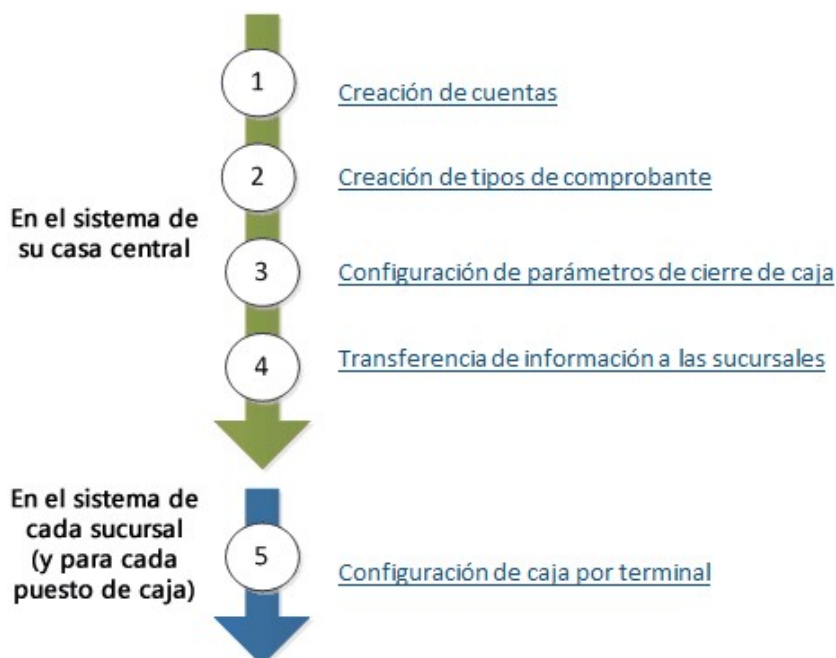 1
Creación de cuentas
2
Creación de tipos de comprobante
En el sistema de
su casa central
3
Configuración de parámetros de cierre de caja
4
Transferencia de información a las sucursales
En el sistema de
cada sucursal
(y para cada
puesto de caja)
5
Configuración de caja por terminal